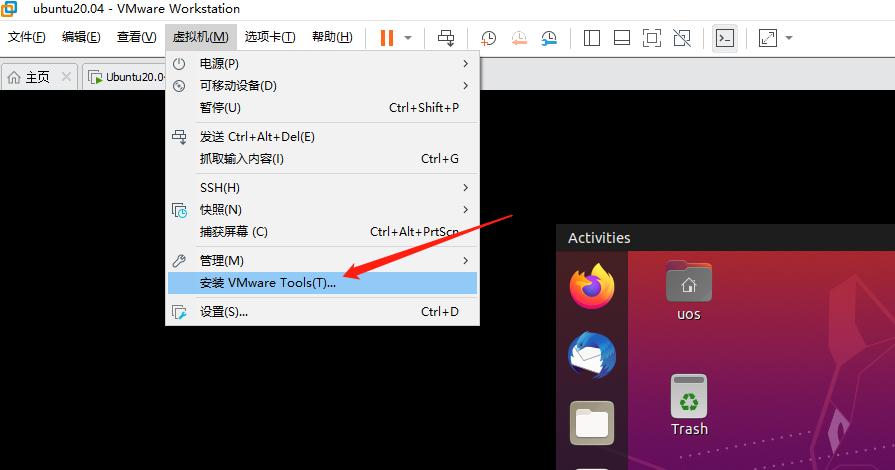 ubuntu20.04 - VMware Workstation
文件(F) 编辑(E) 查看(V) 虚拟机(M) 选项卡(T) 帮助(H)
主页 Ubuntu20.0
电源(P)
可移动设备(D)
暂停(U) Ctrl+Shift+P
发送 Ctrl+Alt+Del(E)
抓取输入内容(I) Ctrl+G
SSH(H)
快照(N)
捕获屏幕 (C) Ctrl+Alt+PrtScn
管理(M)
安装 VMware Tools(T)...
设置(S)... Ctrl+D
Activities
uos
Trash